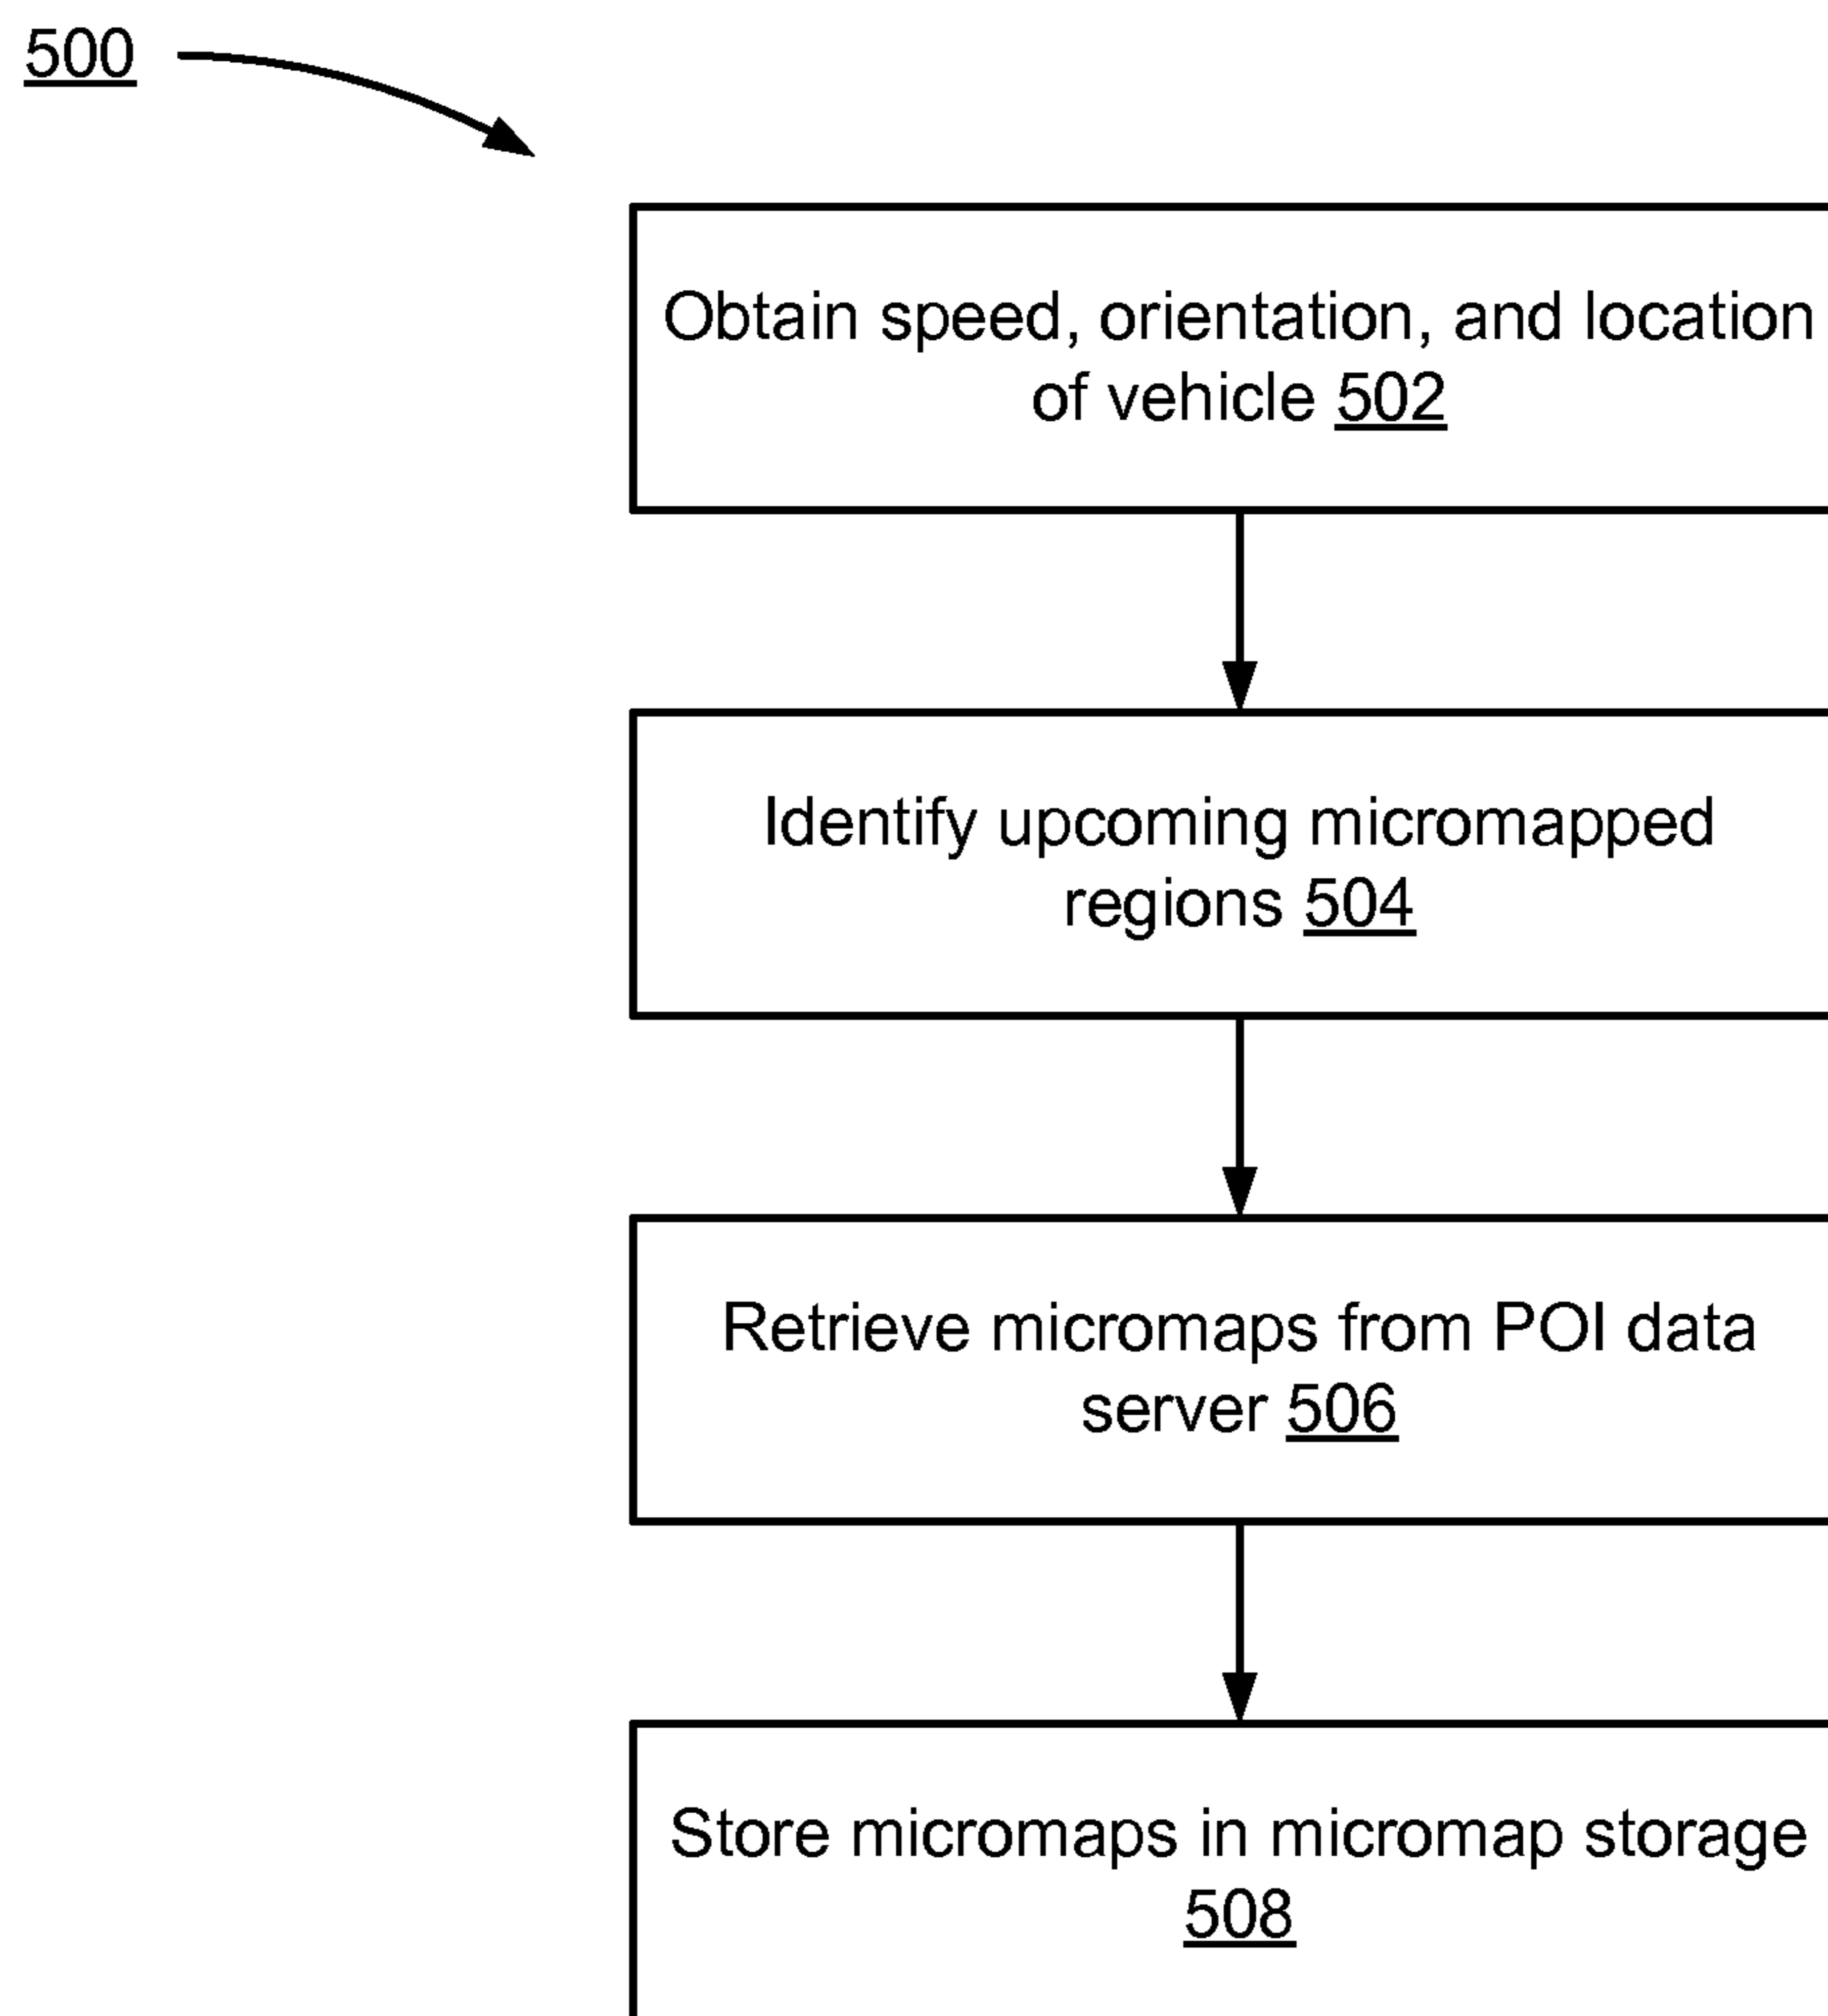 500
Obtain speed, orientation, and location
of vehicle 502
Identify upcoming micromapped
regions 504
Retrieve micromaps from POI data
server 506
Store micromaps in micromap storage
508